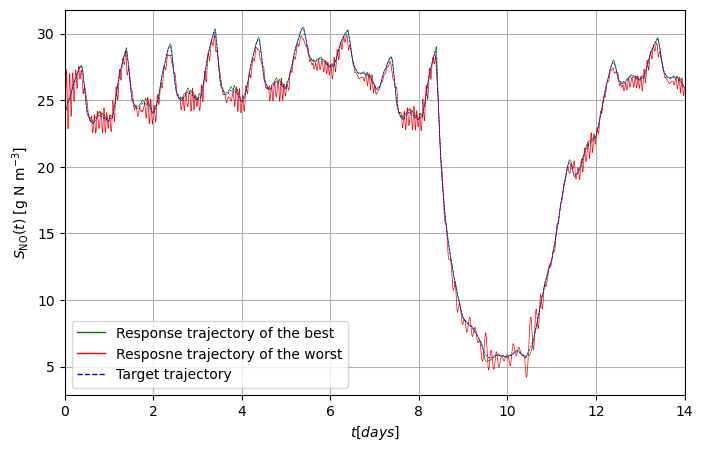 30
25
20
15
10
5
s_NO(t) [g N m⁻³]
Response trajectory of the best
Resposne trajectory of the worst
Target trajectory
0 2 4 6 8 10 12 14
t[days]